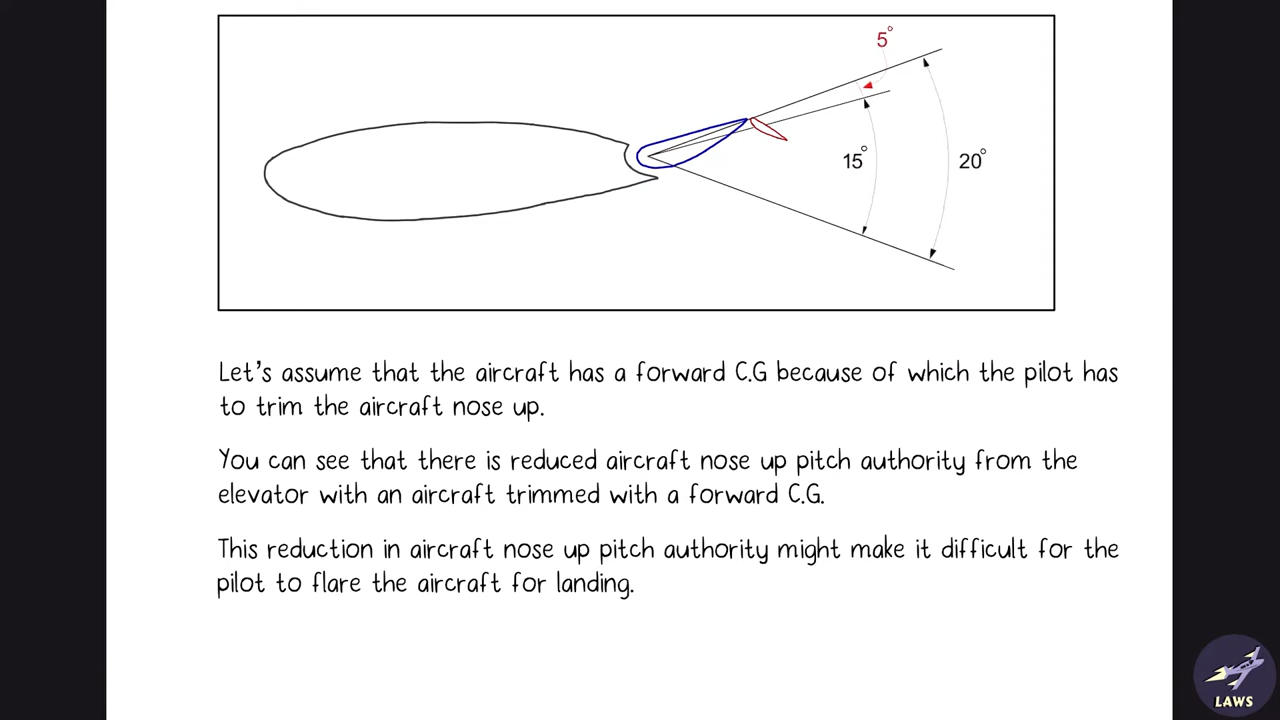 5°
15°
20°
Let's assume that the aircraft has a forward C.G because of which the pilot has
to trim the aircraft nose up.
You can see that there is reduced aircraft nose up pitch authority from the
elevator with an aircraft trimmed with a forward C.G.
This reduction in aircraft nose up pitch authority might make it difficult for the
pilot to flare the aircraft for landing.
LAWS